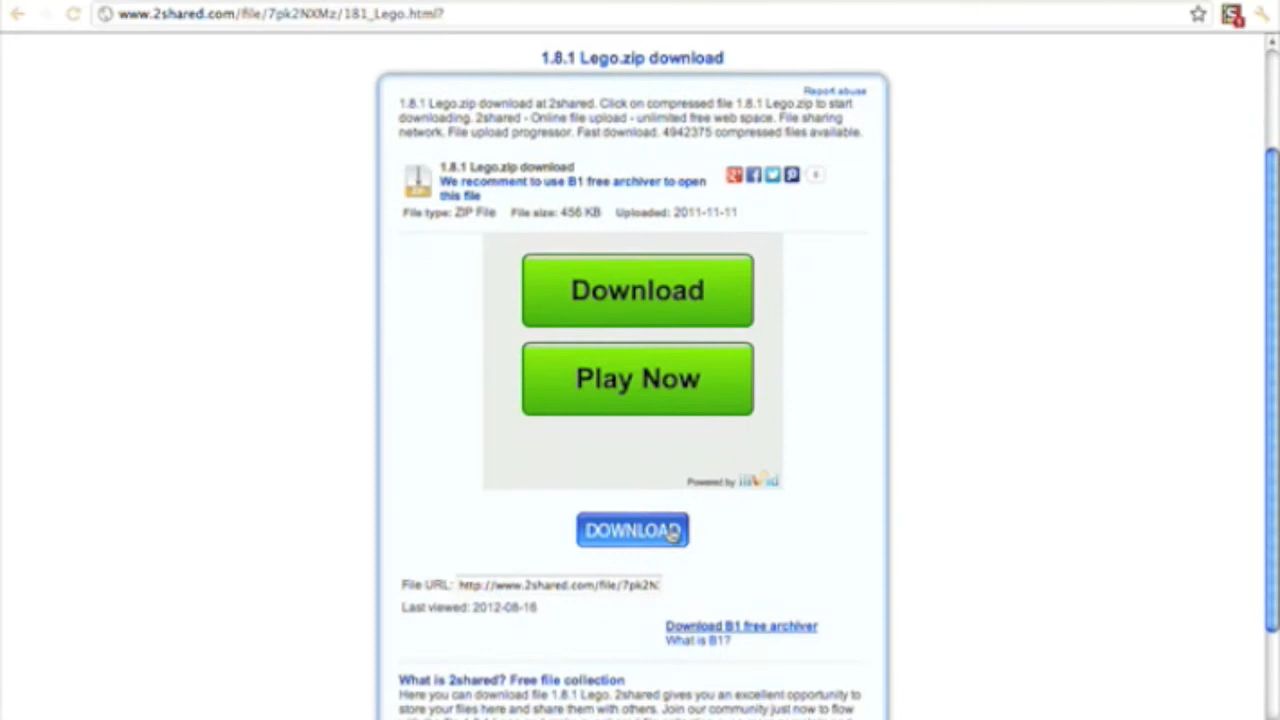 www.2shared.com/file/7pk2NXMz/181_Lego.html?
1.8.1 Lego.zip download
Report abuse
1.8.1 Lego.zip download at 2shared. Click on compressed file 1.8.1 Lego.zip to start
downloading. 2shared - Online file upload - unlimited free web space. File sharing
network. File upload progressor. Fast download. 4942375 compressed files available.
1.8.1 Lego.zip download
We recomment to use B1 free archiver to open
this file
File type: ZIP File File size: 456 KB Uploaded: 2011-11-11
Download
Play Now
Powered by
DOWNLOAD
File URL: http://www.2shared.com/file/7pk2N
Last viewed: 2012-08-16
Download B1 free archiver
What is B1?
What is 2shared? Free file collection
Here you can download file 1.8.1 Lego. 2shared gives you an excellent opportunity to
store your files here and share them with others. Join our community just now to flow